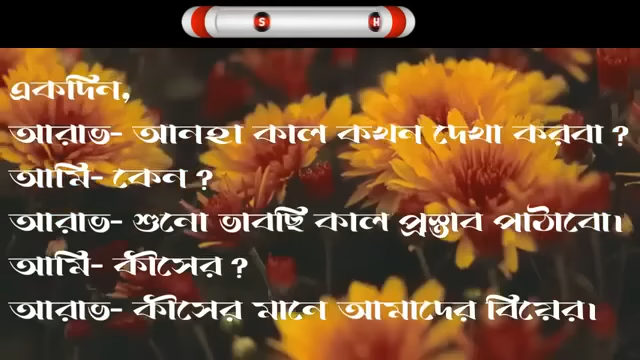 S H
একদিন,
আরাভ- আনহা কাল কখন দেখা করবা ?
আমি- কেন ?
আরাভ- শুনো ভাবছি কাল প্রস্তাব পাঠাবো।
আমি- কীসের ?
আরাভ- কীসের মানে আমাদের বিয়ের।